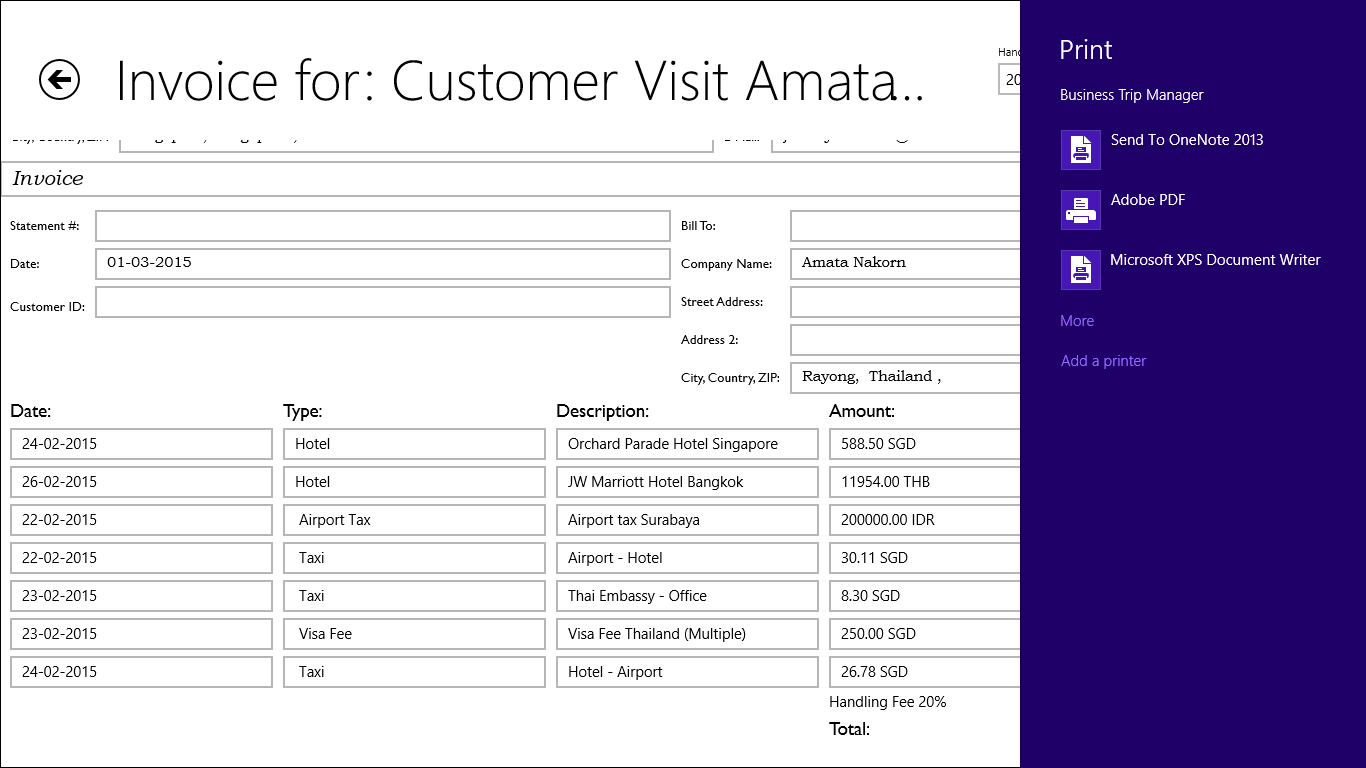 Invoice for: Customer Visit Amata...
Hand
20
Invoice
Statement #:
Date: 01-03-2015
Customer ID:
Bill To:
Company Name: Amata Nakorn
Street Address:
Address 2:
City, Country, ZIP: Rayong, Thailand ,
Date: Type: Description: Amount:
24-02-2015 Hotel Orchard Parade Hotel Singapore 588.50 SGD
26-02-2015 Hotel JW Marriott Hotel Bangkok 11954.00 THB
22-02-2015 Airport Tax Airport tax Surabaya 200000.00 IDR
22-02-2015 Taxi Airport - Hotel 30.11 SGD
23-02-2015 Taxi Thai Embassy - Office 8.30 SGD
23-02-2015 Visa Fee Visa Fee Thailand (Multiple) 250.00 SGD
24-02-2015 Taxi Hotel - Airport 26.78 SGD
Handling Fee 20%
Total:
Print
Business Trip Manager
Send To OneNote 2013
Adobe PDF
Microsoft XPS Document Writer
More
Add a printer